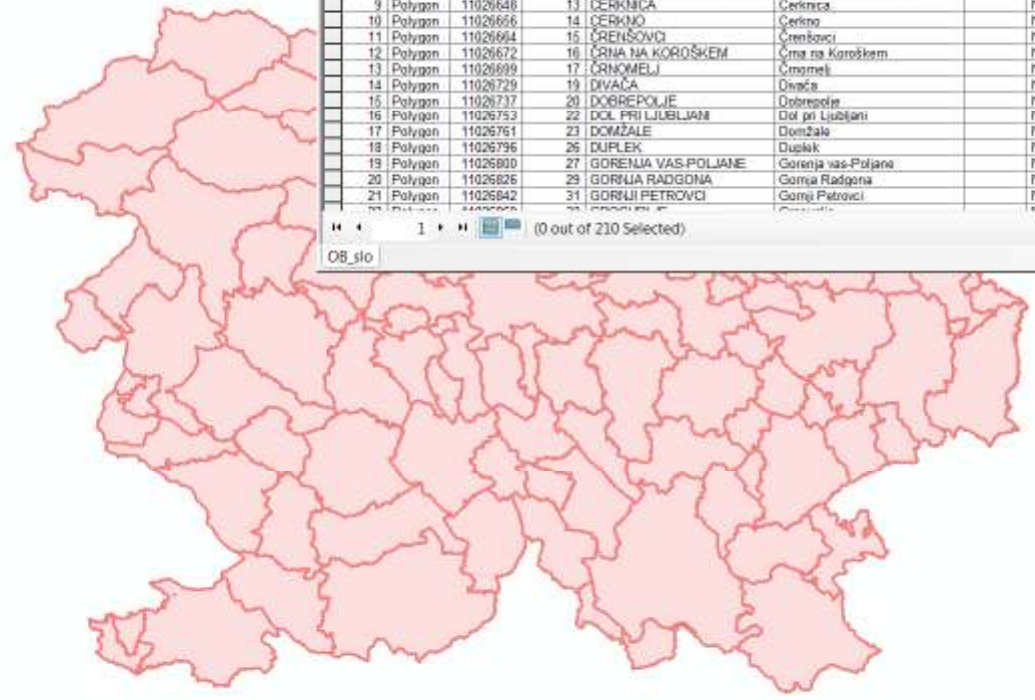 9 Polygon 11026648 13 CERKNICA Cerknica
10 Polygon 11026656 14 CERKNO Cerkno
11 Polygon 11026664 15 ČRENŠOVCI Črenšovci
12 Polygon 11026672 16 ČRNA NA KOROŠKEM Črna na Koroškem
13 Polygon 11026699 17 ČRNOMELJ Črnomelj
14 Polygon 11026729 19 DIVAČA Divača
15 Polygon 11026737 20 DOBREPOLJE Dobrepolje
16 Polygon 11026753 22 DOL PRI LJUBLJANI Dol pri Ljubljani
17 Polygon 11026761 23 DOMŽALE Domžale
18 Polygon 11026796 26 DUPLEK Duplek
19 Polygon 11026800 27 GORENJA VAS-POLJANE Gorenja vas-Poljane
20 Polygon 11026826 29 GORNJA RADGONA Gornja Radgona
21 Polygon 11026842 31 GORNJI PETROVCI Gornji Petrovci
1 (0 out of 210 Selected)
OB_slo